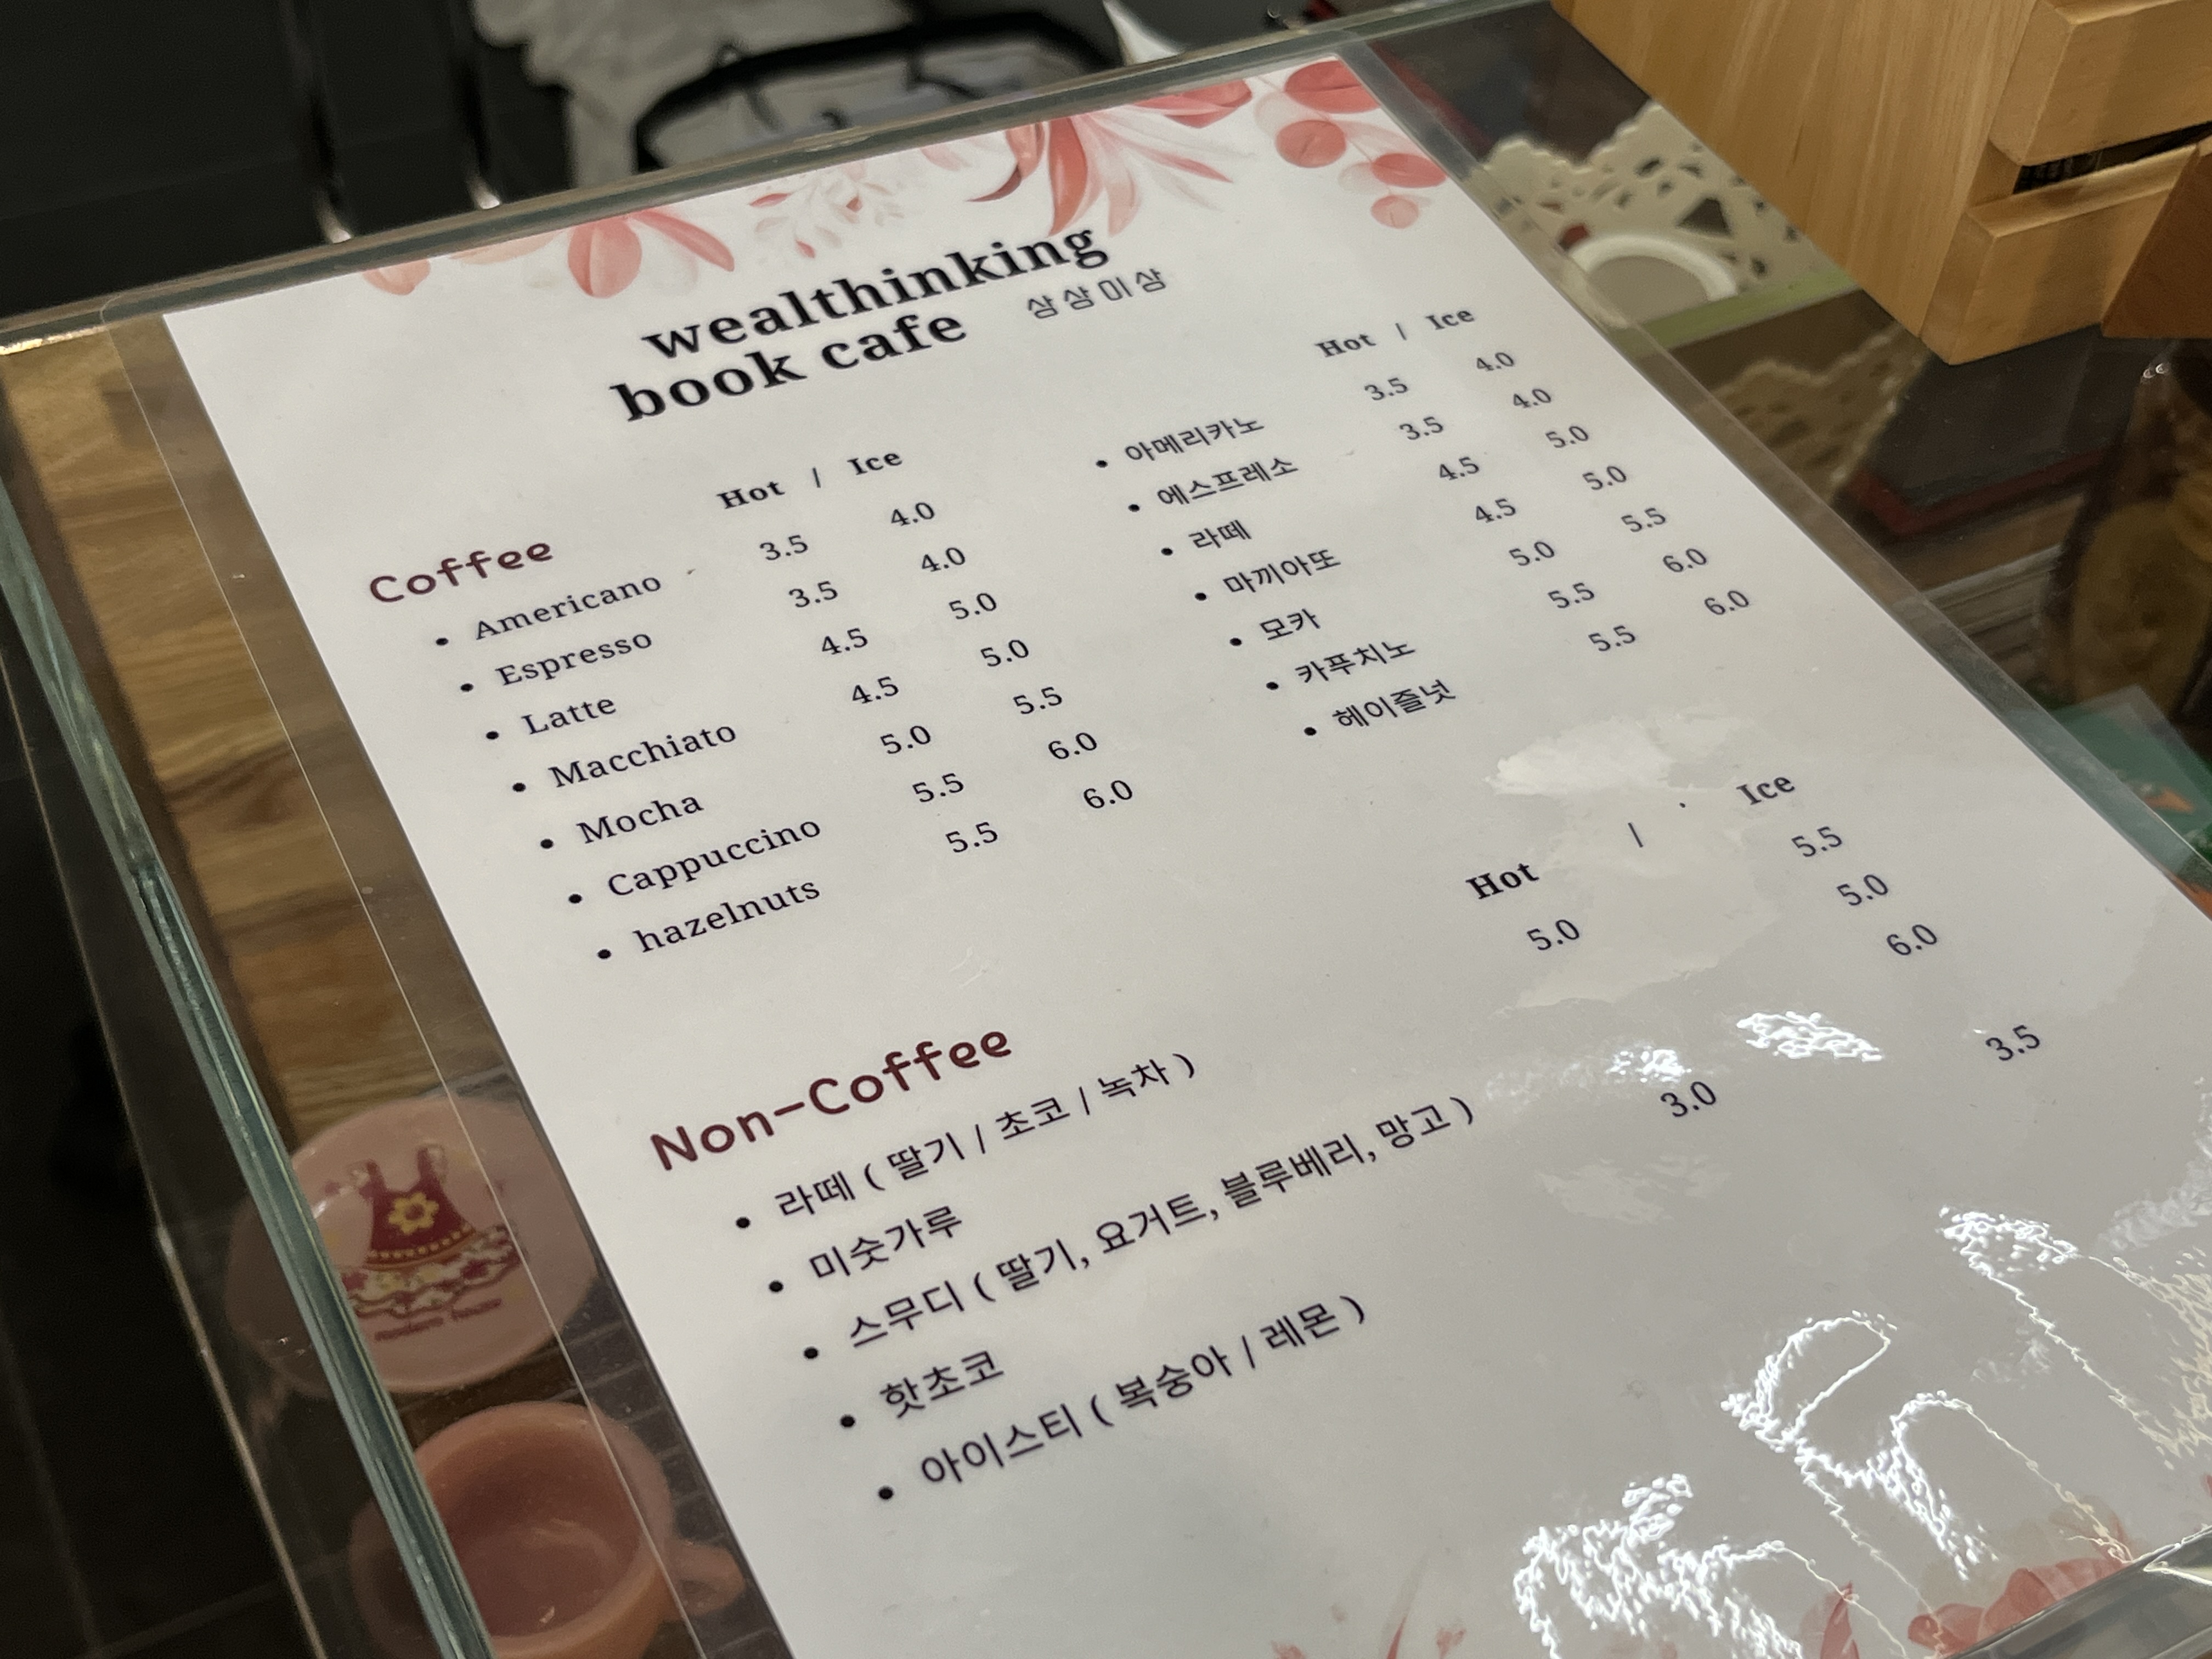 wealthinking
book cafe 삼삼미삼
Hot / Ice
Coffee
• Americano 3.5 4.0
• Espresso 3.5 4.0
• Latte 4.5 5.0
• Macchiato 4.5 5.0
• Mocha 5.0 5.5
• Cappuccino 5.5 6.0
• hazelnuts 5.5 6.0
Hot / Ice
• 아메리카노 3.5 4.0
• 에스프레소 3.5 4.0
• 라떼 4.5 5.0
• 마끼아또 4.5 5.0
• 모카 5.0 5.5
• 카푸치노 5.5 6.0
• 헤이즐넛 5.5 6.0
Non-Coffee
Hot / Ice
• 라떼 ( 딸기 / 초코 / 녹차 ) 5.0 5.5
• 미숫가루 5.0
• 스무디 ( 딸기, 요거트, 블루베리, 망고 ) 6.0
• 핫초코
• 아이스티 ( 복숭아 / 레몬 ) 3.0 3.5